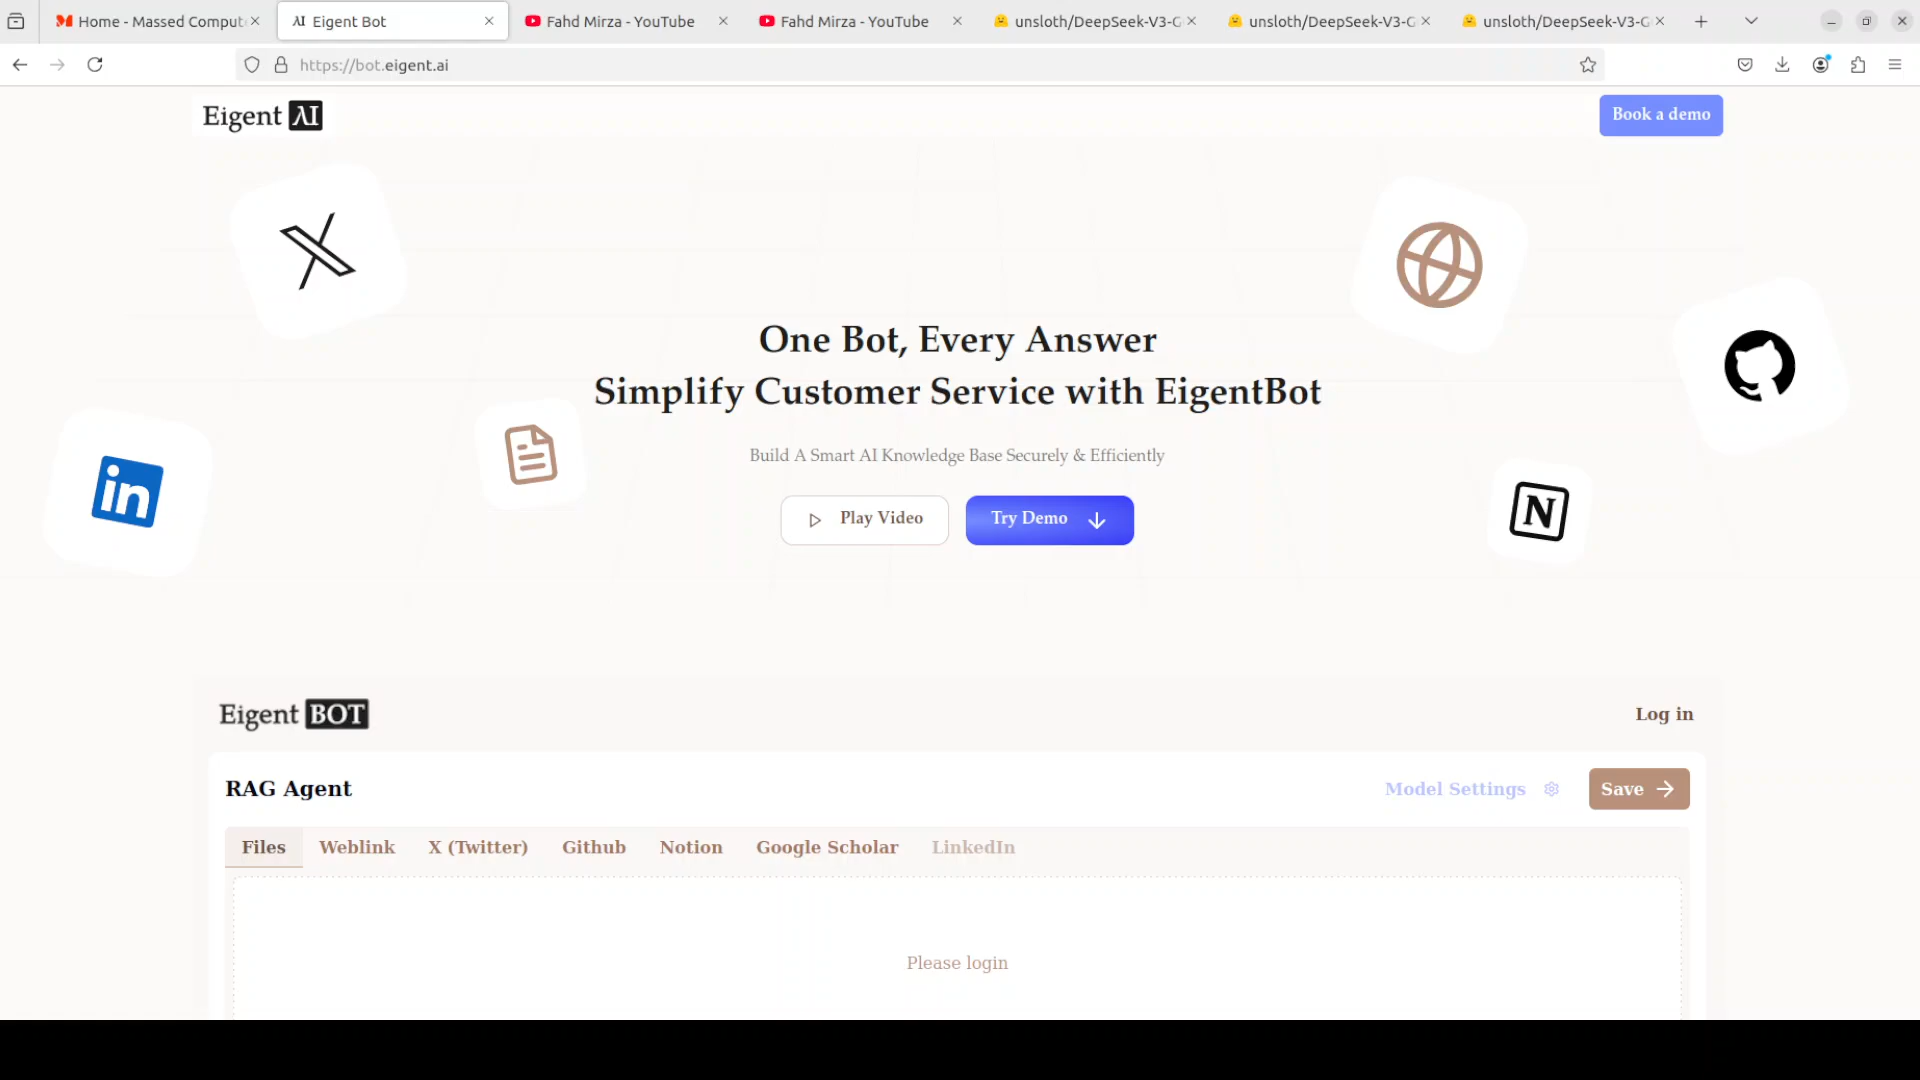 Home - Massed Comput
Eigent Bot
Fahd Mirza - YouTube
Fahd Mirza - YouTube
unsloth/DeepSeek-V3-G
unsloth/DeepSeek-V3-G
unsloth/DeepSeek-V3-G
https://bot.eigent.ai
Eigent AI
Book a demo
One Bot, Every Answer
Simplify Customer Service with EigentBot
Build A Smart AI Knowledge Base Securely & Efficiently
Play Video
Try Demo
Eigent BOT
Log in
RAG Agent
Model Settings
Save
Files
Weblink
X (Twitter)
Github
Notion
Google Scholar
LinkedIn
Please login